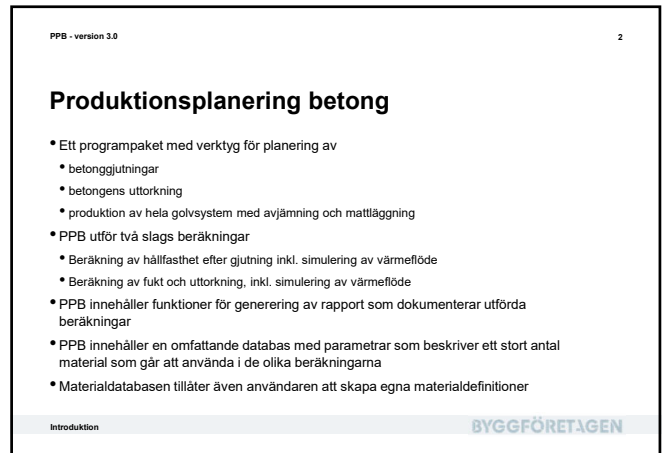 PPB - version 3.0
2
Produktionsplanering betong
• Ett programpaket med verktyg för planering av
• betonggjutningar
• betongens uttorkning
• produktion av hela golvsystem med avjämning och mattläggning
• PPB utför två slags beräkningar
• Beräkning av hållfasthet efter gjutning inkl. simulering av värmeflöde
• Beräkning av fukt och uttorkning, inkl. simulering av värmeflöde
• PPB innehåller funktioner för generering av rapport som dokumenterar utförda
beräkningar
• PPB innehåller en omfattande databas med parametrar som beskriver ett stort antal
material som går att använda i de olika beräkningarna
• Materialdatabasen tillåter även användaren att skapa egna materialdefinitioner
Introduktion
BYGGFÖRETAGEN